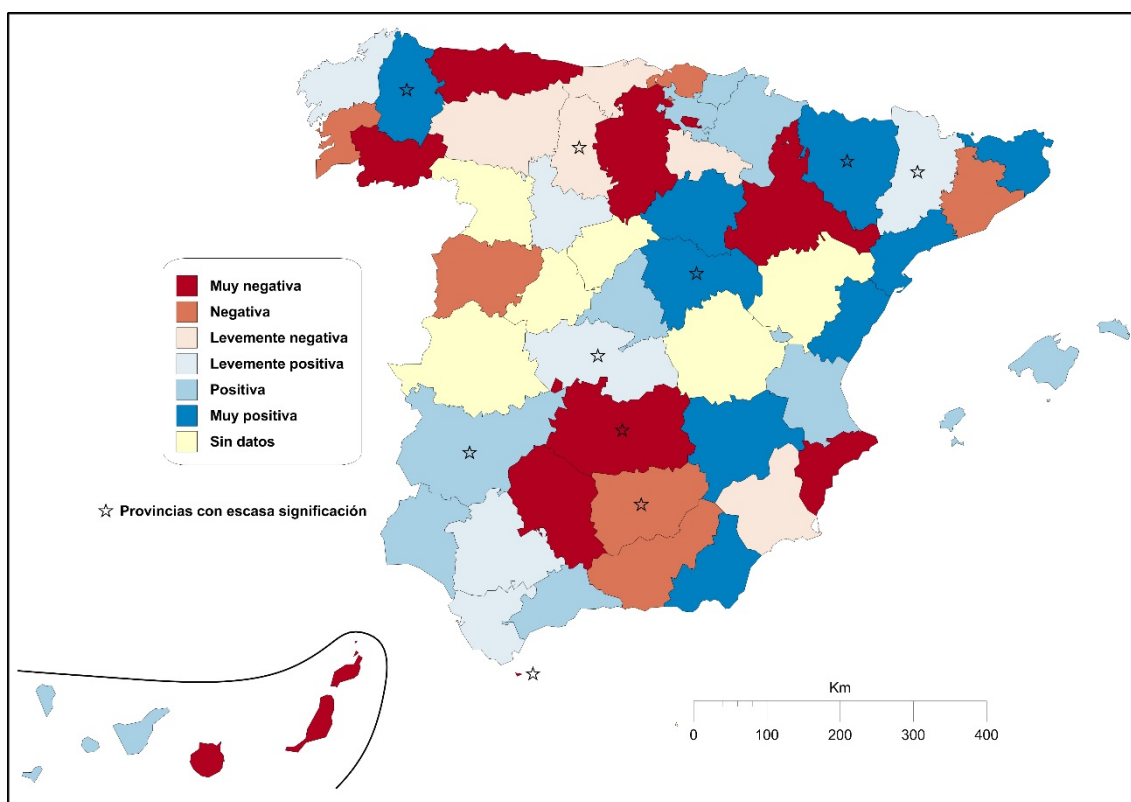 Muy negativa
Negativa
Levemente negativa
Levemente positiva
Positiva
Muy positiva
Sin datos
☆ Provincias con escasa significación
Km
0 100 200 300 400